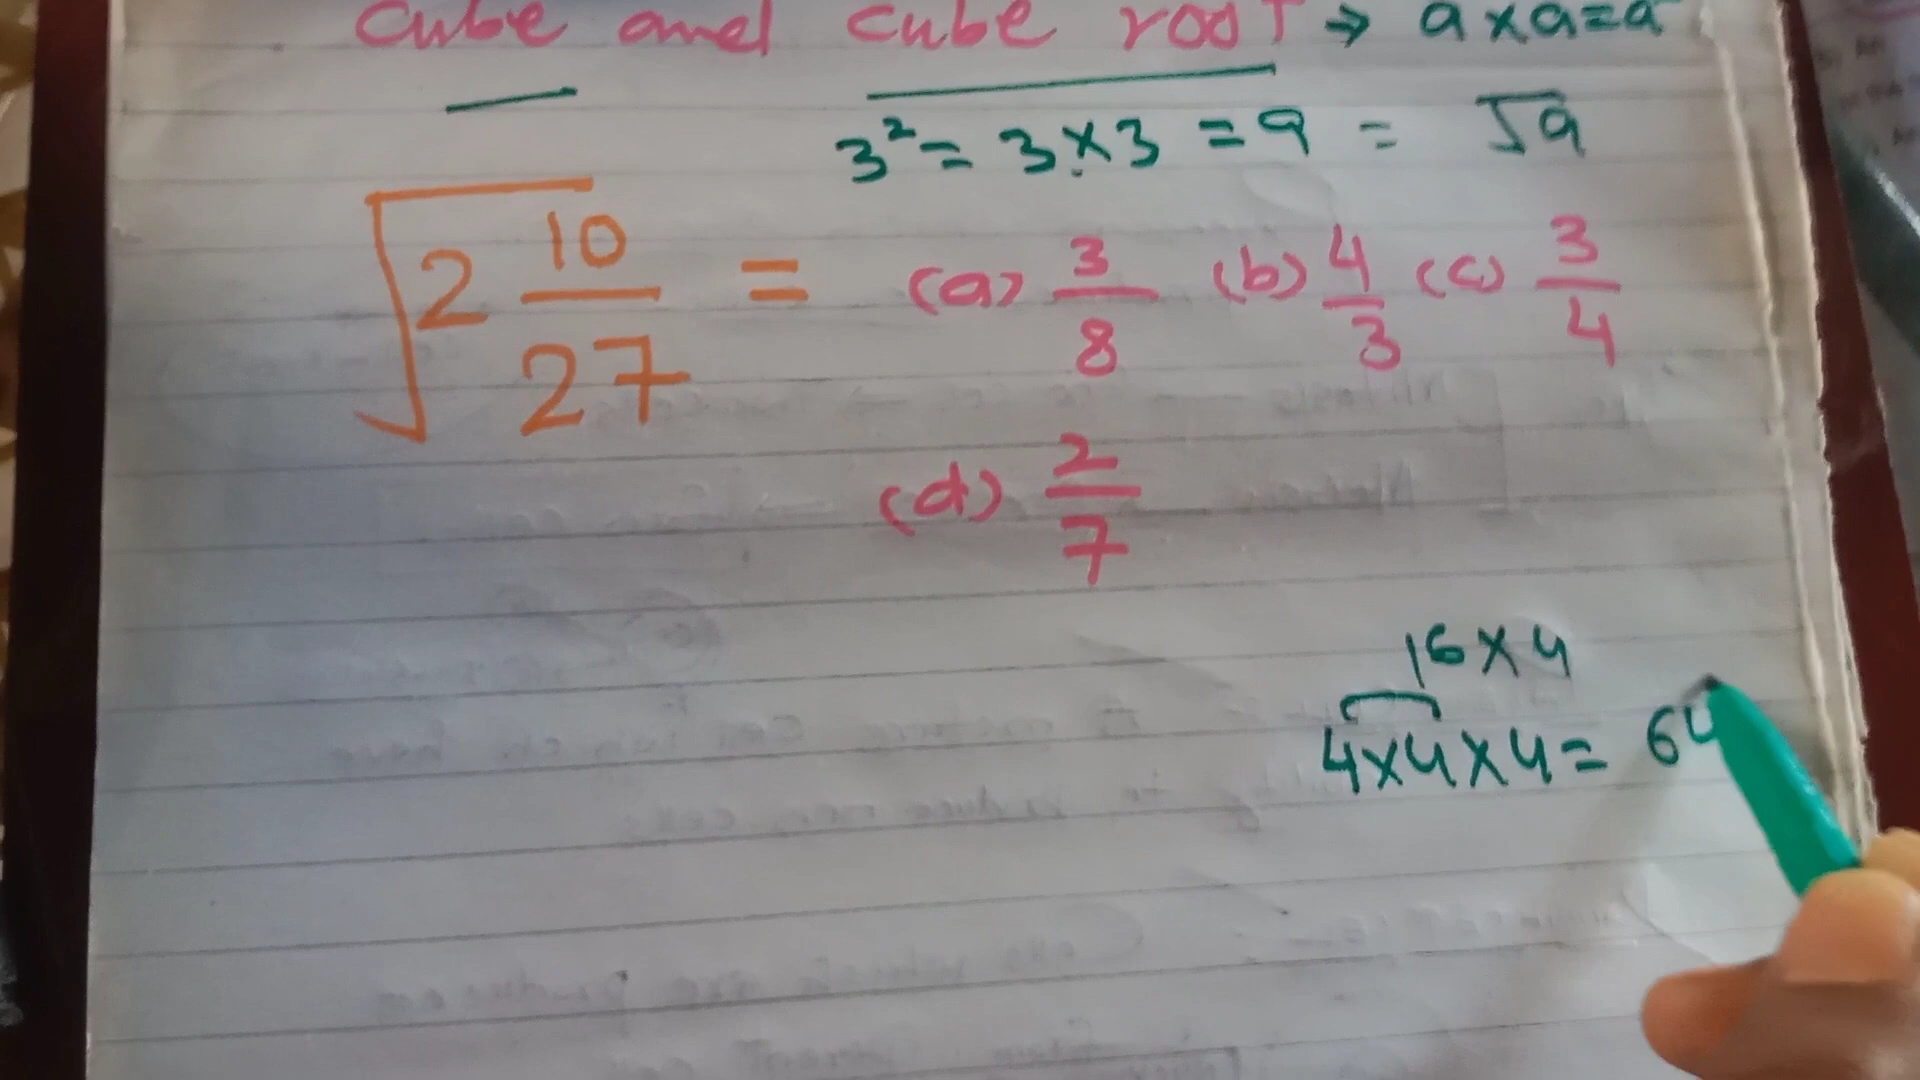 cube and cube root → a x a = a
3² = 3 x 3 = 9 = √9
√2 10/27 = (a) 3/8 (b) 4/3 (c) 3/4
(d) 2/7
16 x 4
4 x 4 x 4 = 64